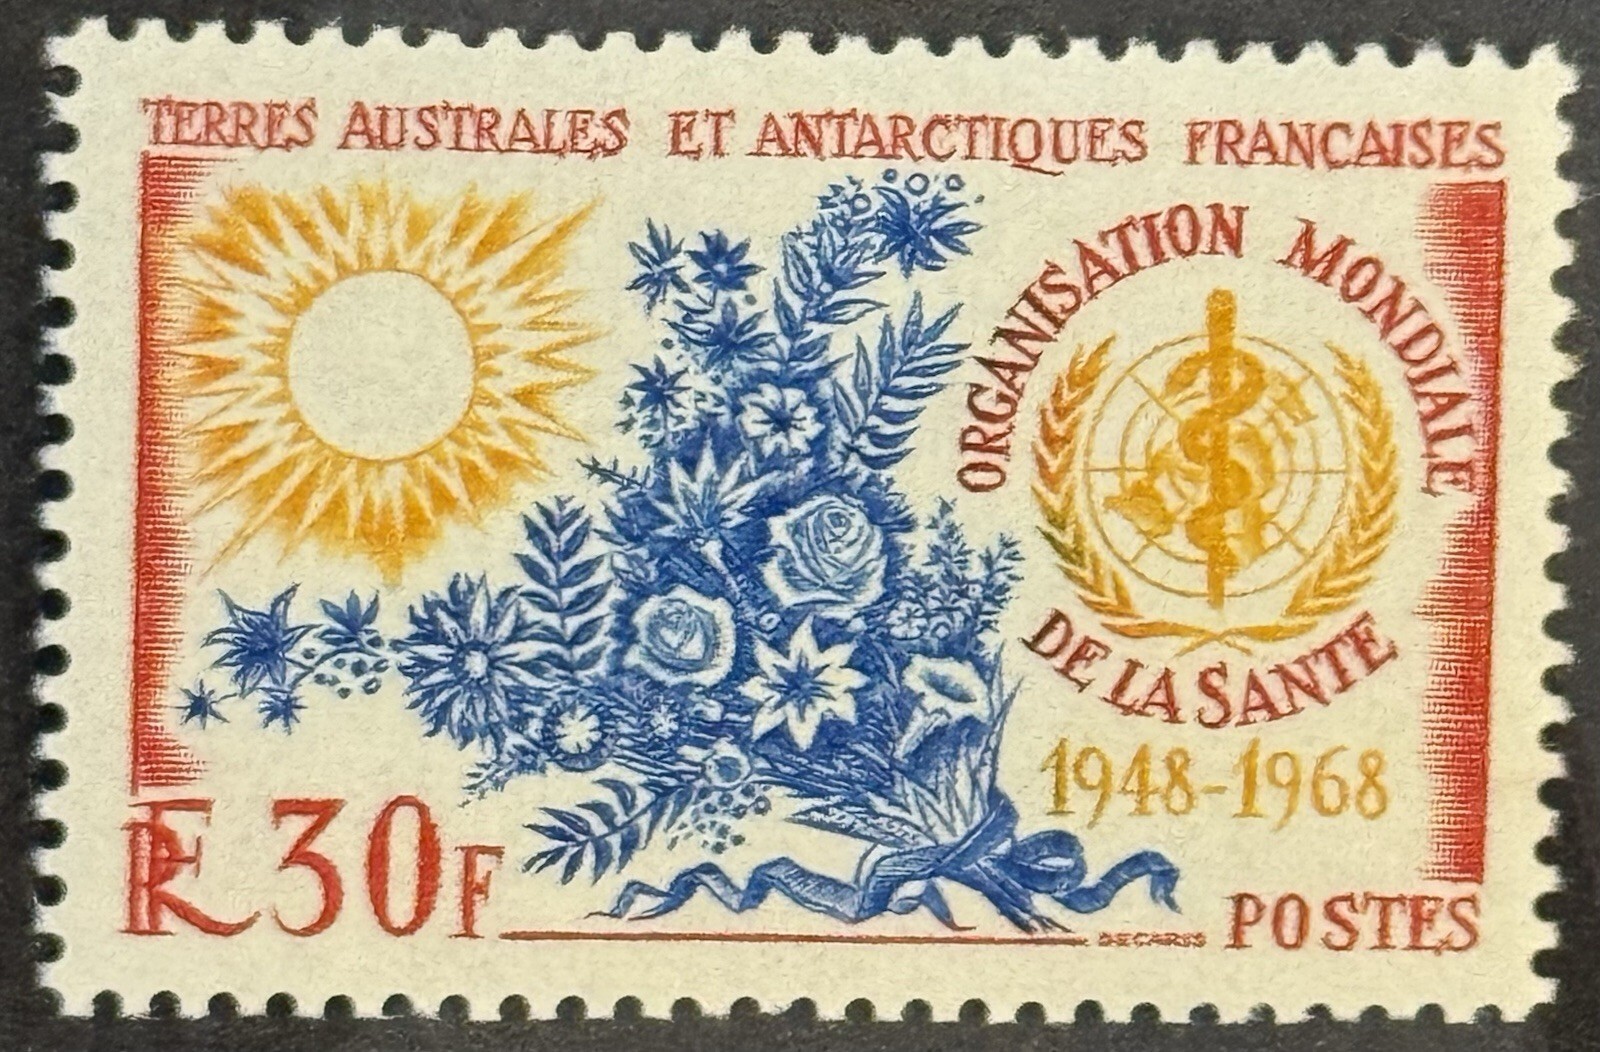 TERRES AUSTRALES ET ANTARCTIQUES FRANCAISES
ORGANISATION MONDIALE
DE LA SANTE
1948-1968
RF 30F
DECARIS
POSTES